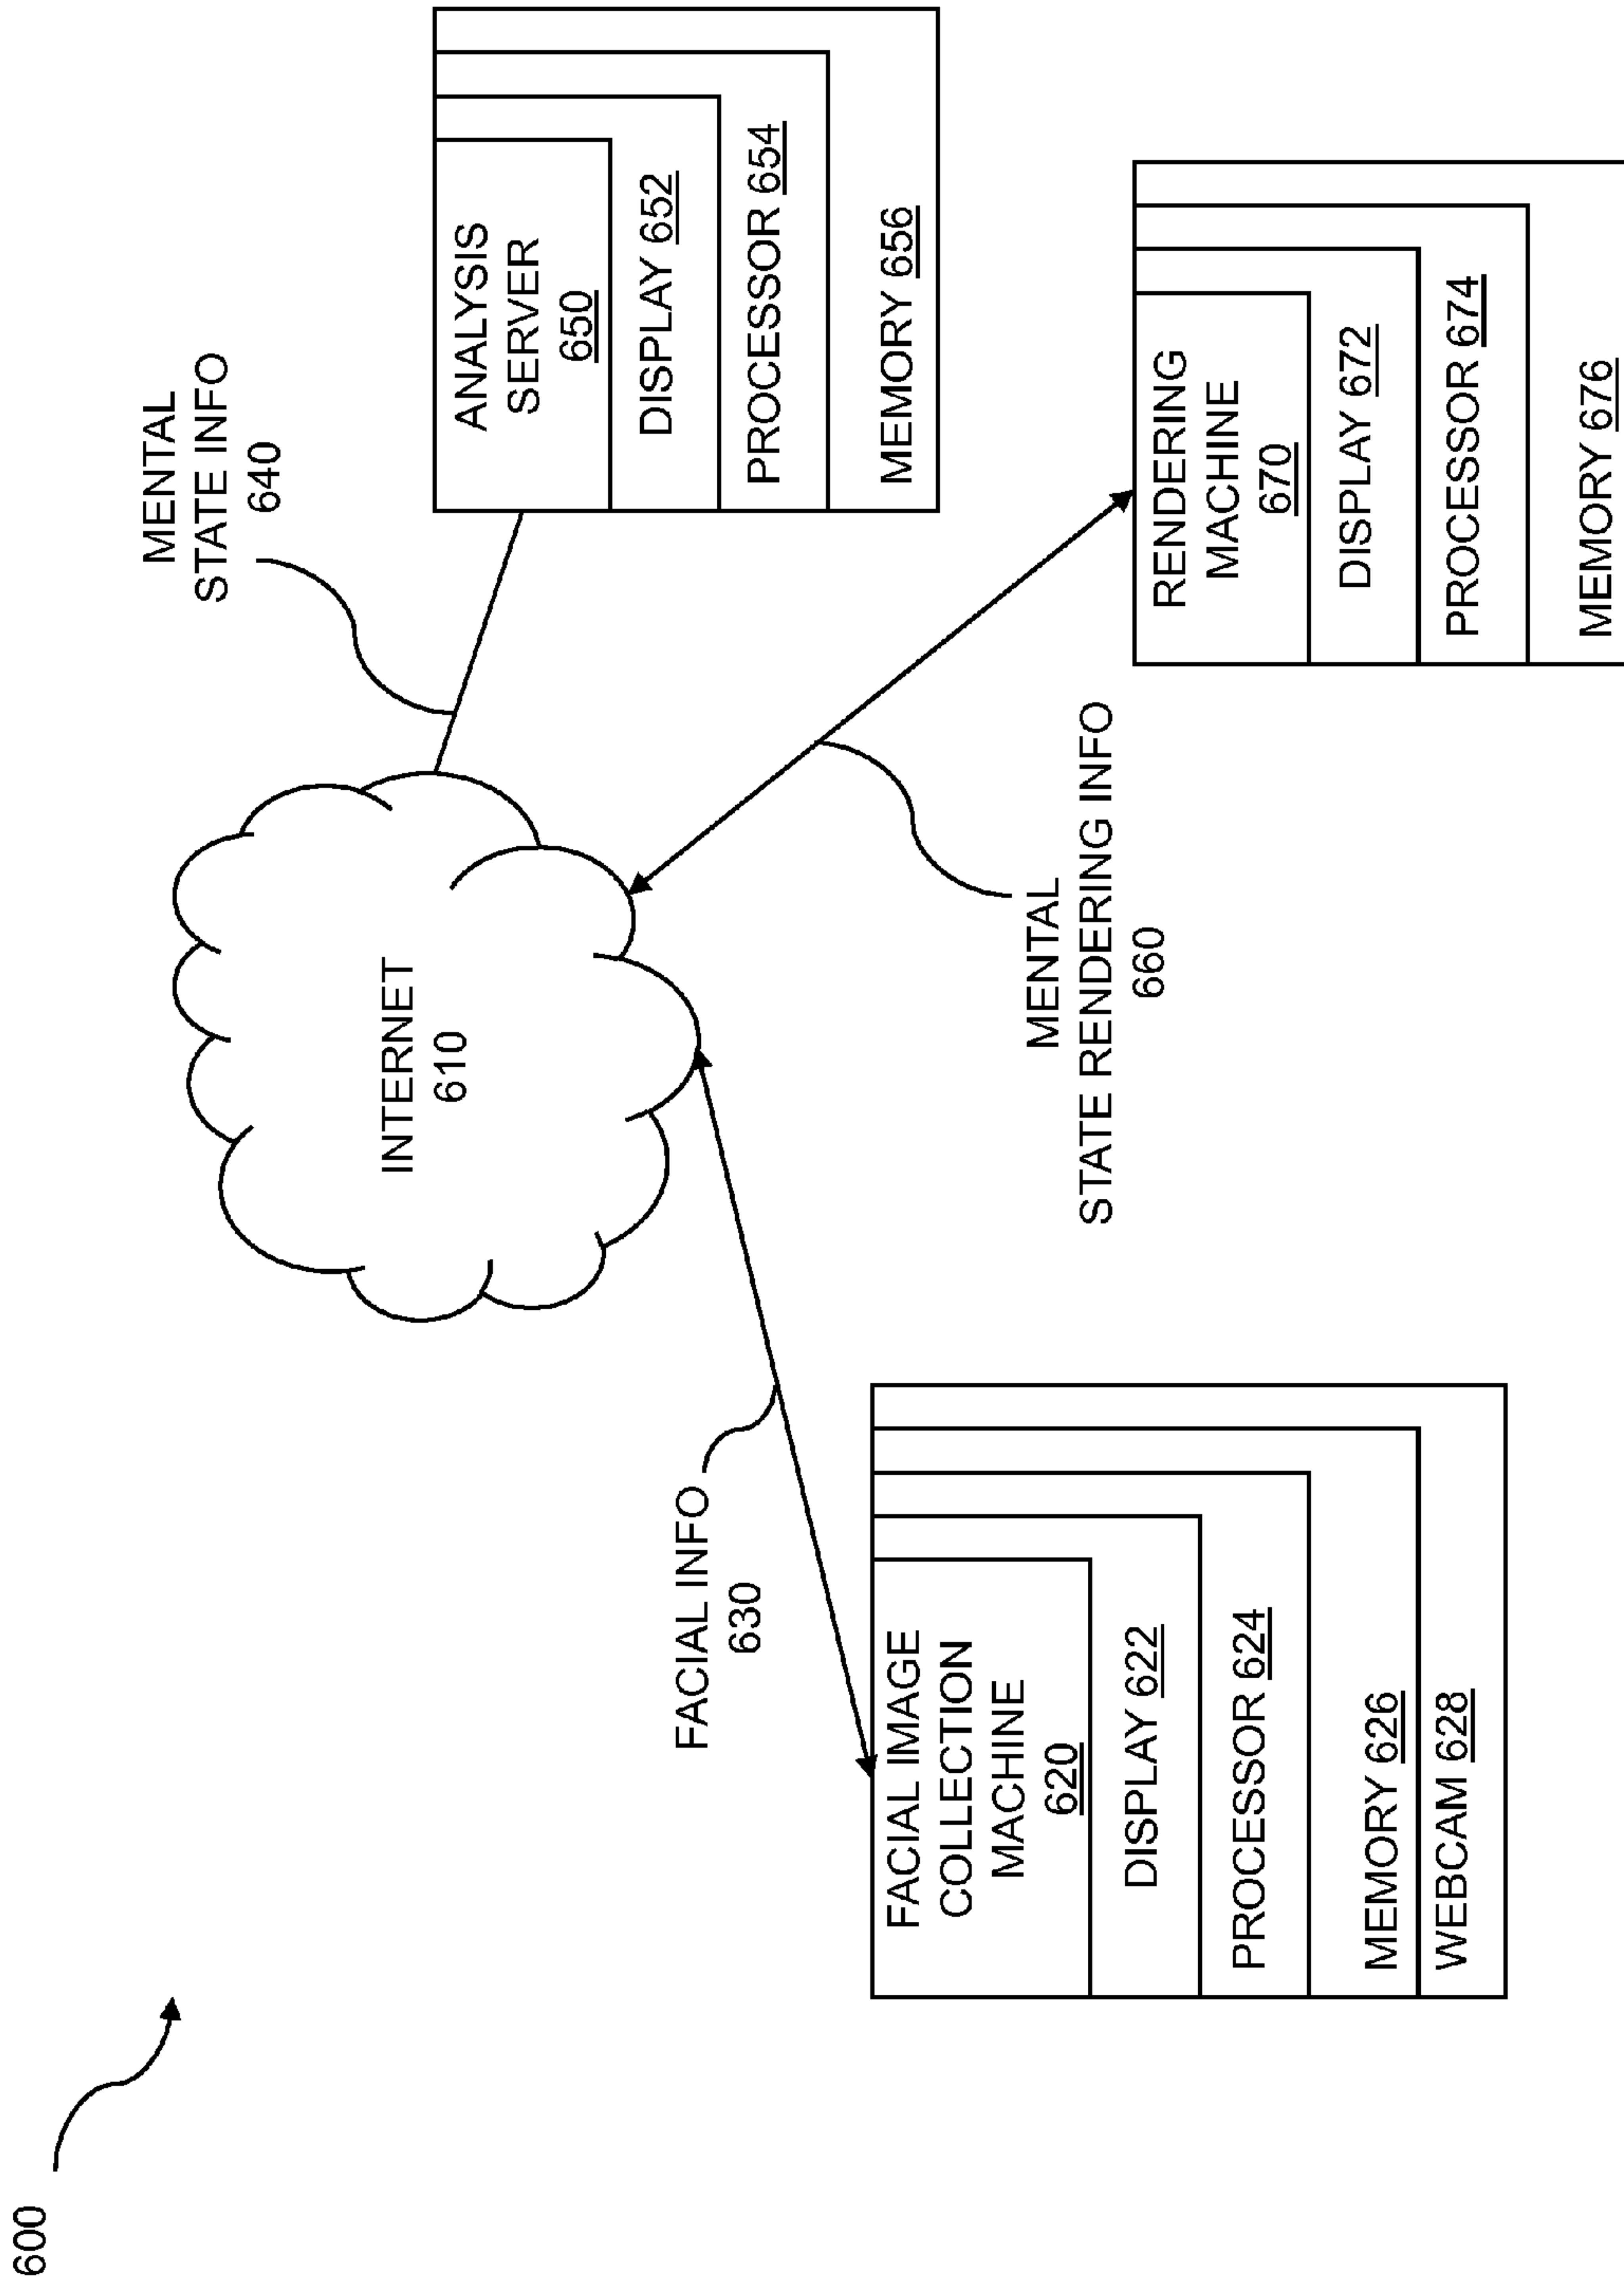 600
INTERNET
610
MENTAL
STATE INFO
640
ANALYSIS
SERVER
650
DISPLAY 652
PROCESSOR 654
MEMORY 656
FACIAL INFO
630
MENTAL
STATE RENDERING INFO
660
FACIAL IMAGE
COLLECTION
MACHINE
620
DISPLAY 622
PROCESSOR 624
MEMORY 626
WEBCAM 628
RENDERING
MACHINE
670
DISPLAY 672
PROCESSOR 674
MEMORY 676